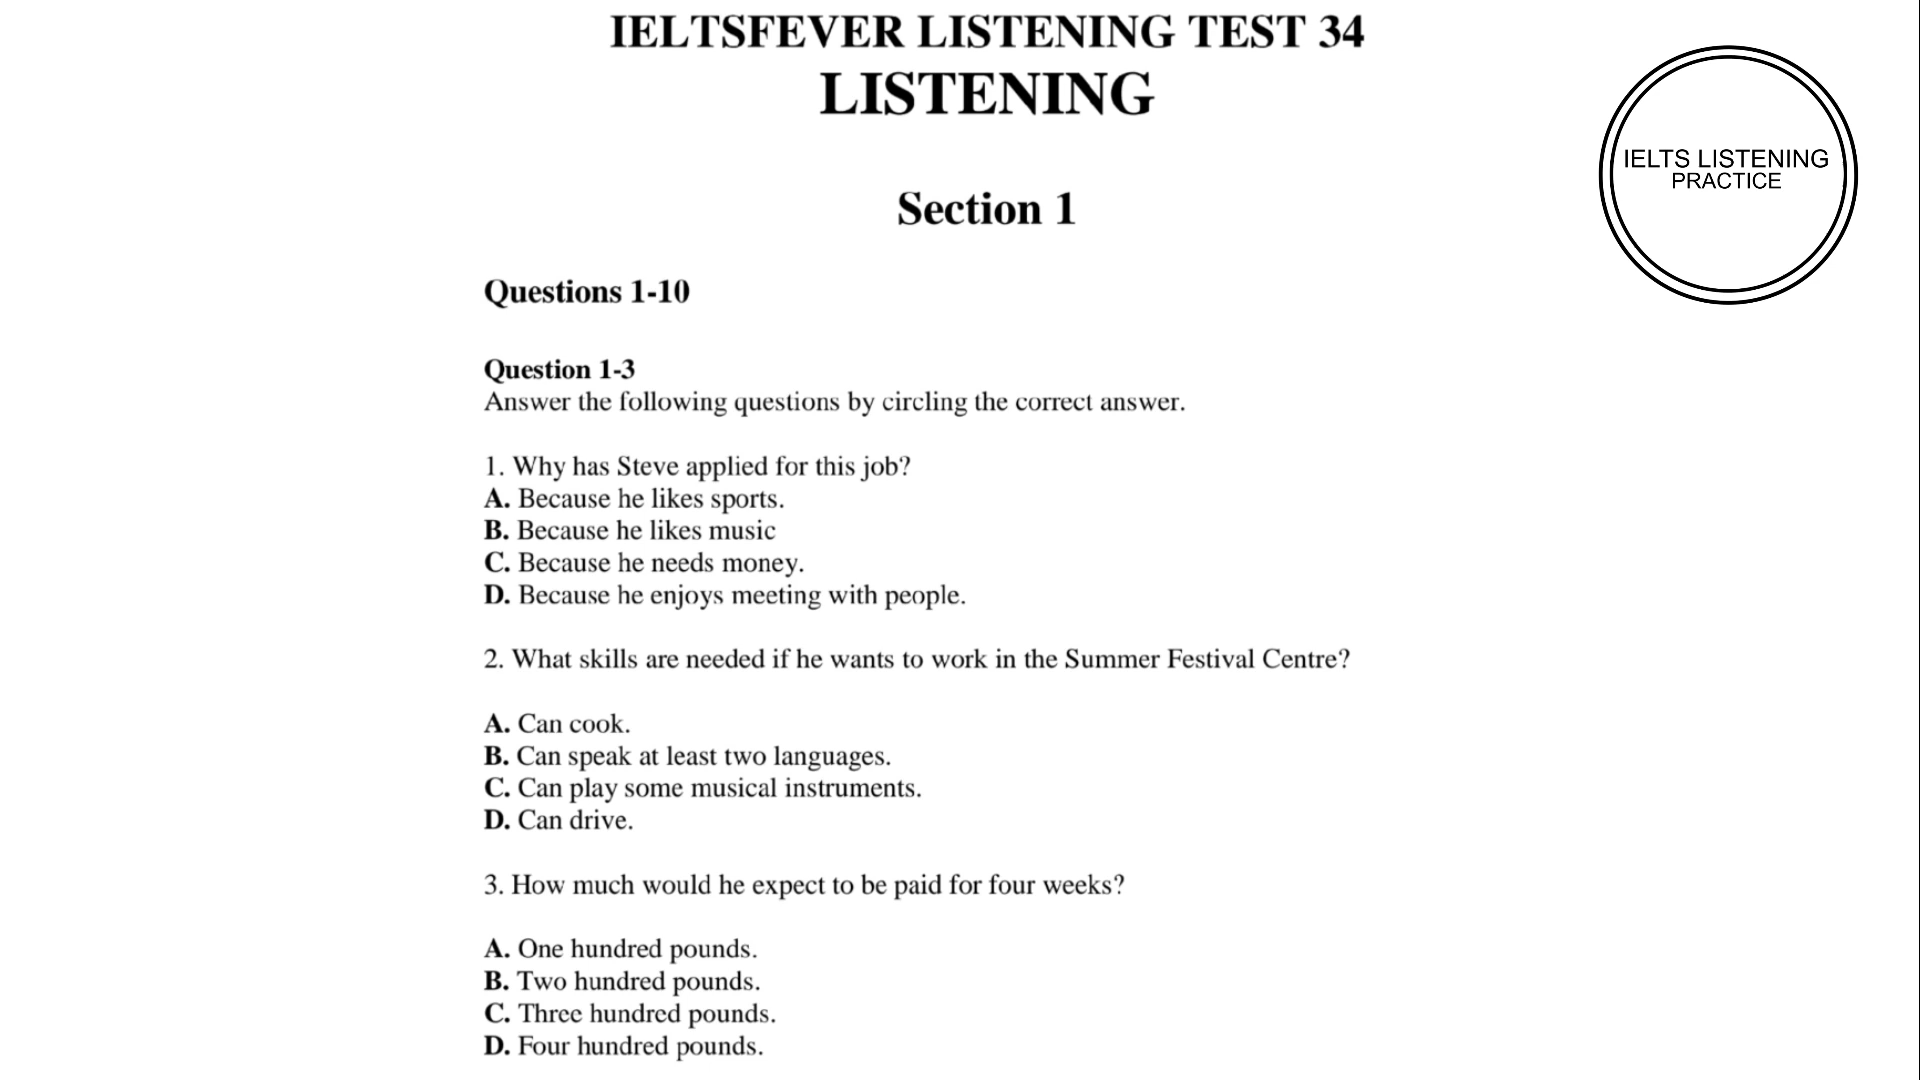 IELTSFEVER LISTENING TEST 34
LISTENING
IELTS LISTENING
PRACTICE
Section 1
Questions 1-10
Question 1-3
Answer the following questions by circling the correct answer.
1. Why has Steve applied for this job?
A. Because he likes sports.
B. Because he likes music
C. Because he needs money.
D. Because he enjoys meeting with people.
2. What skills are needed if he wants to work in the Summer Festival Centre?
A. Can cook.
B. Can speak at least two languages.
C. Can play some musical instruments.
D. Can drive.
3. How much would he expect to be paid for four weeks?
A. One hundred pounds.
B. Two hundred pounds.
C. Three hundred pounds.
D. Four hundred pounds.